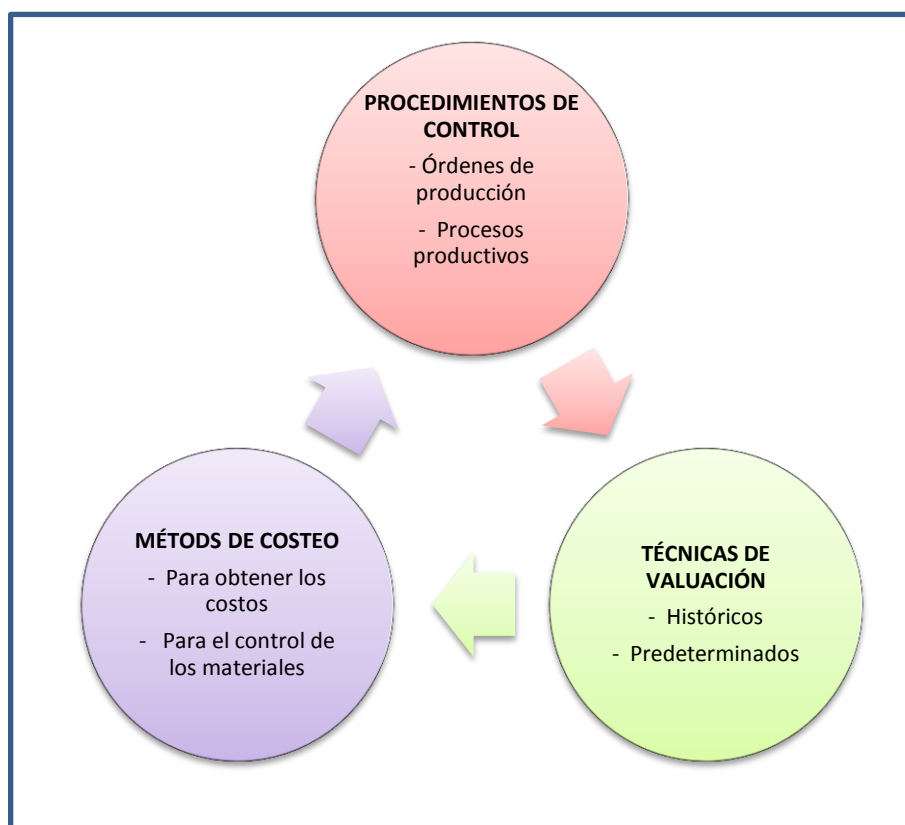 PROCEDIMIENTOS DE
CONTROL
- Órdenes de
producción
- Procesos
productivos
MÉTODS DE COSTEO
- Para obtener los
costos
- Para el control de
los materiales
TÉCNICAS DE
VALUACIÓN
- Históricos
- Predeterminados